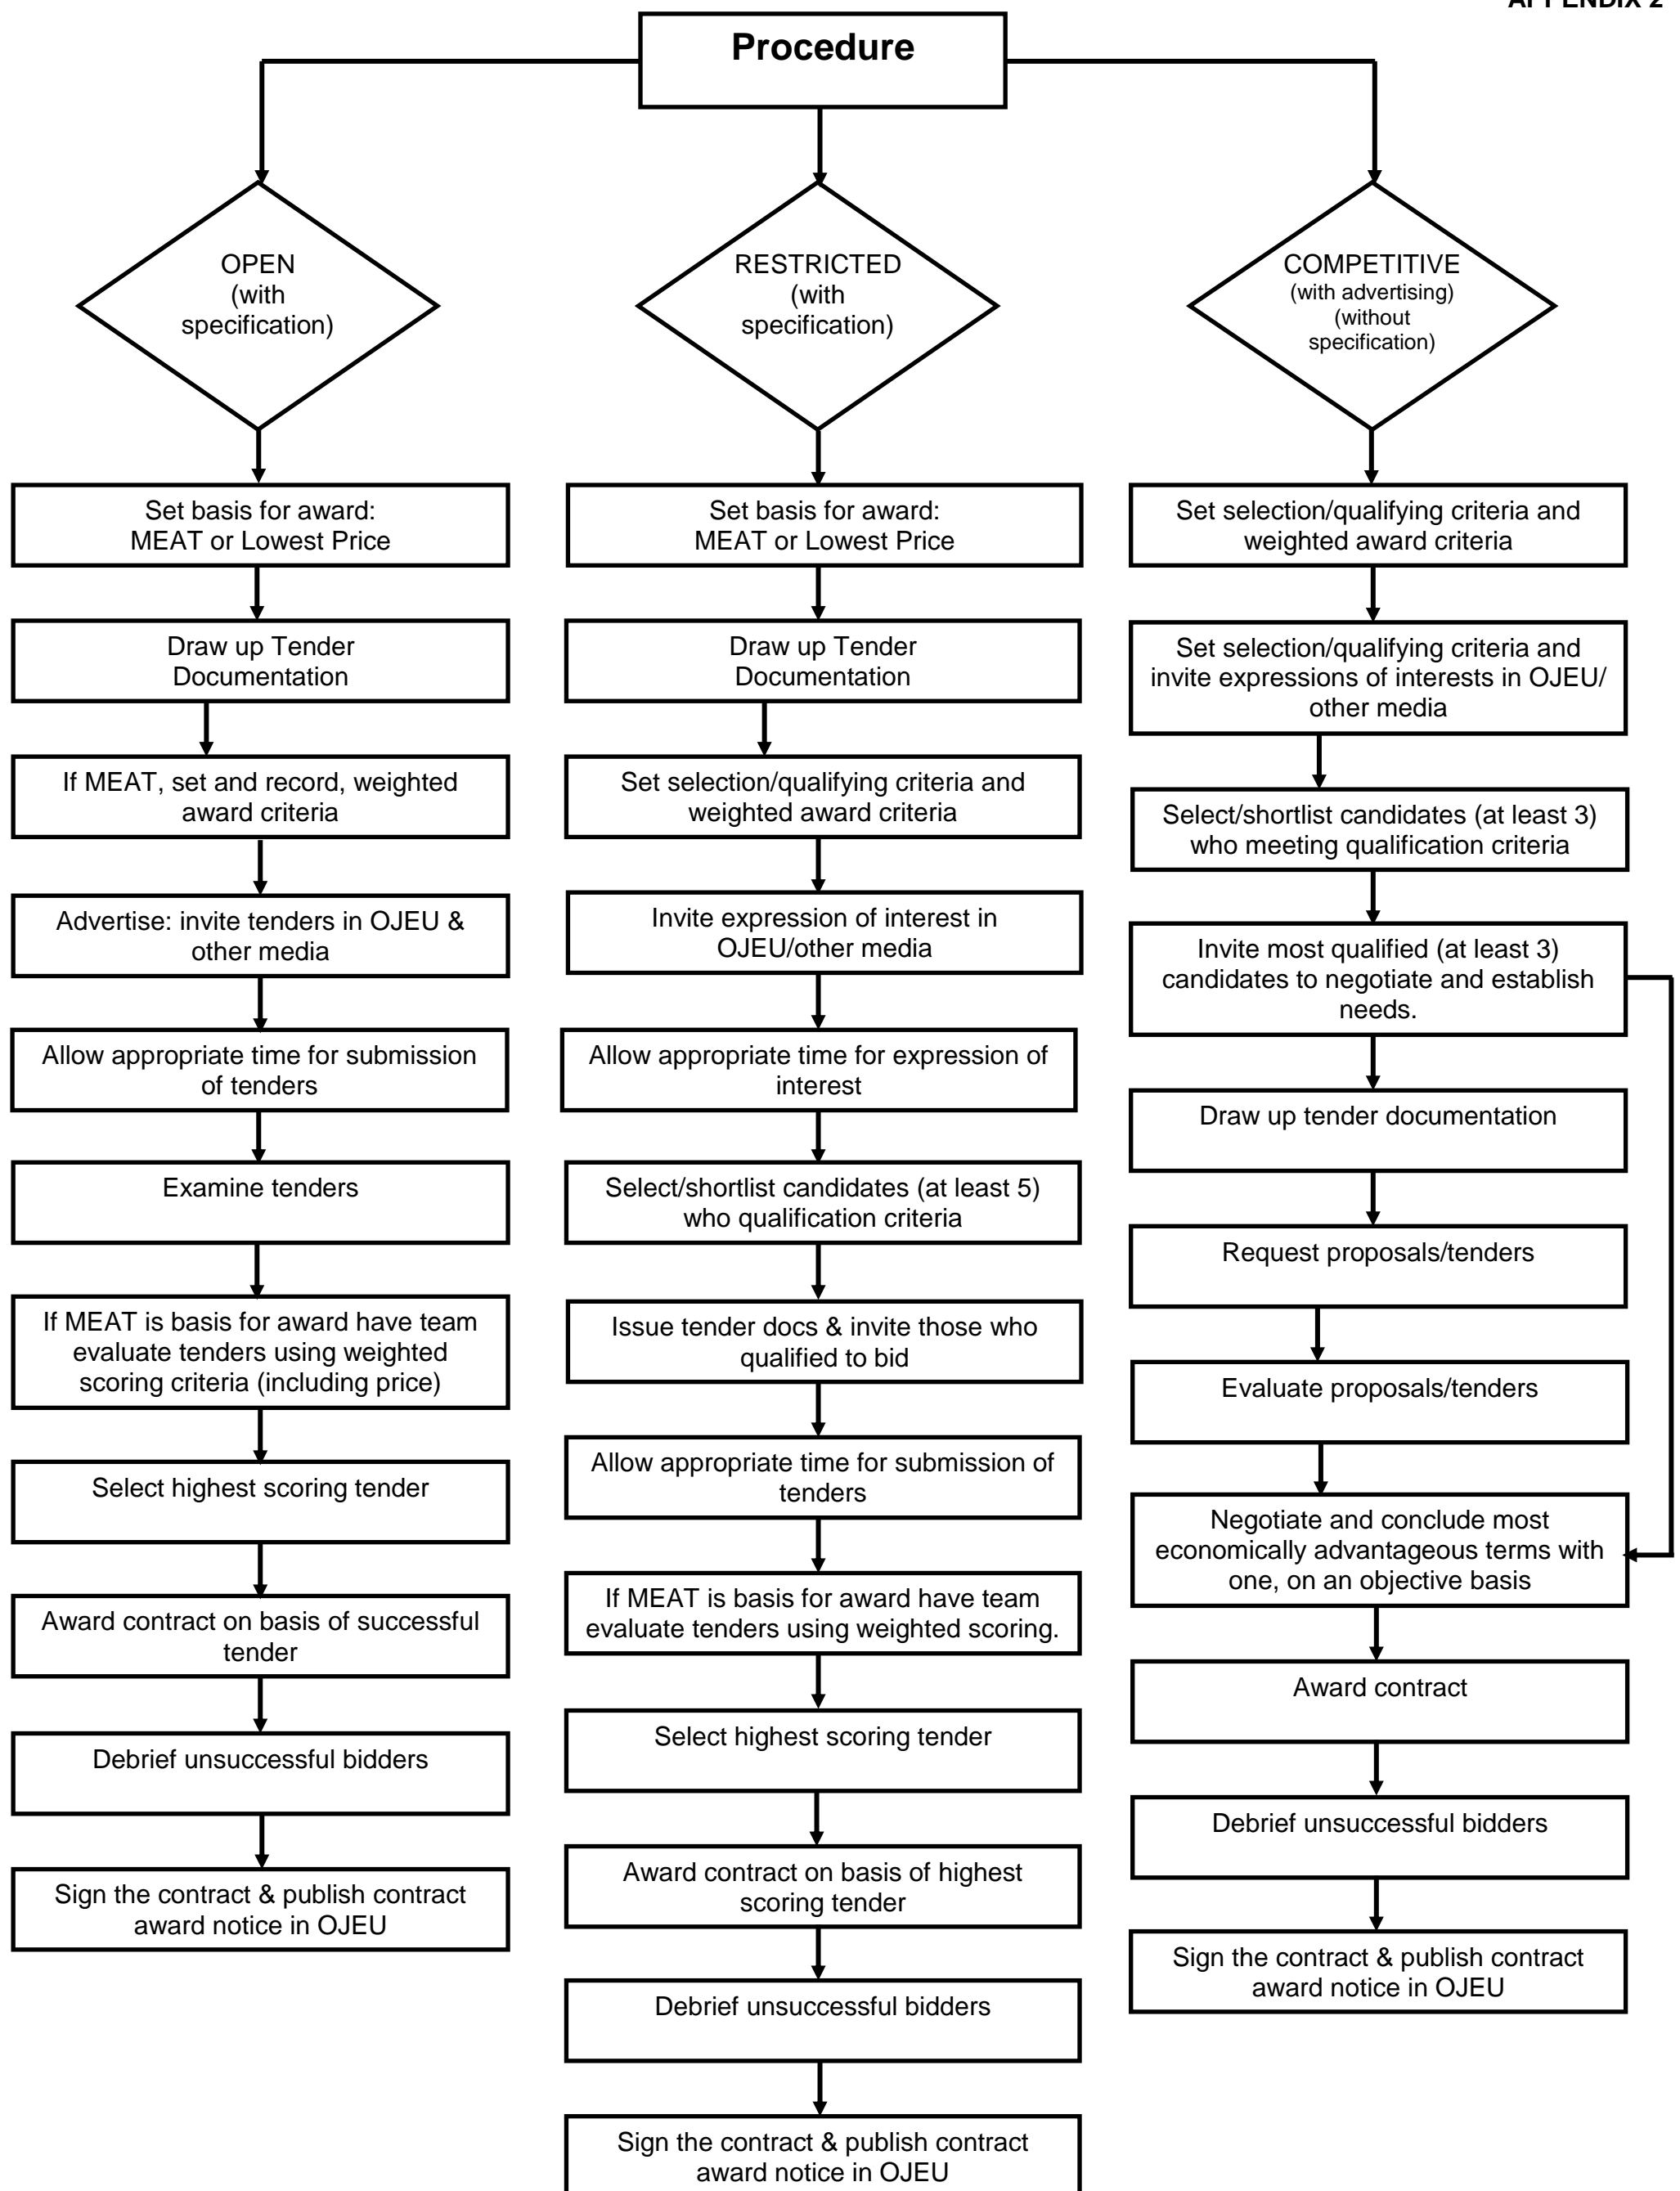 APPENDIX 2
Procedure
OPEN
(with
specification)
RESTRICTED
(with
specification)
COMPETITIVE
(with advertising)
(without
specification)
Set basis for award:
MEAT or Lowest Price
Draw up Tender
Documentation
If MEAT, set and record, weighted
award criteria
Advertise: invite tenders in OJEU &
other media
Allow appropriate time for submission
of tenders
Examine tenders
If MEAT is basis for award have team
evaluate tenders using weighted
scoring criteria (including price)
Select highest scoring tender
Award contract on basis of successful
tender
Debrief unsuccessful bidders
Sign the contract & publish contract
award notice in OJEU
Set basis for award:
MEAT or Lowest Price
Draw up Tender
Documentation
Set selection/qualifying criteria and
weighted award criteria
Invite expression of interest in
OJEU/other media
Allow appropriate time for expression of
interest
Select/shortlist candidates (at least 5)
who qualification criteria
Issue tender docs & invite those who
qualified to bid
Allow appropriate time for submission of
tenders
If MEAT is basis for award have team
evaluate tenders using weighted scoring.
Select highest scoring tender
Award contract on basis of highest
scoring tender
Debrief unsuccessful bidders
Sign the contract & publish contract
award notice in OJEU
Set selection/qualifying criteria and
weighted award criteria
Set selection/qualifying criteria and
invite expressions of interests in OJEU/
other media
Select/shortlist candidates (at least 3)
who meeting qualification criteria
Invite most qualified (at least 3)
candidates to negotiate and establish
needs.
Draw up tender documentation
Request proposals/tenders
Evaluate proposals/tenders
Negotiate and conclude most
economically advantageous terms with
one, on an objective basis
Award contract
Debrief unsuccessful bidders
Sign the contract & publish contract
award notice in OJEU